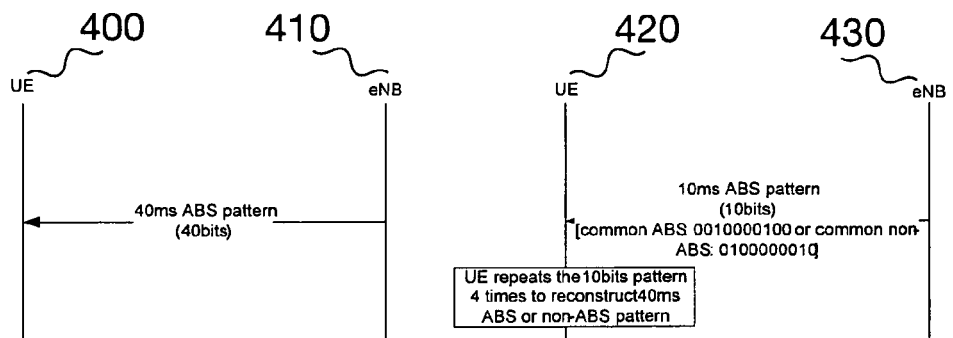 400
410
420
430
UE
eNB
UE
eNB
40ms ABS pattern
(40bits)
10ms ABS pattern
(10bits)
[common ABS: 0010000100 or common non-
ABS: 0100000010]
UE repeats the10bits pattern
4 times to reconstruct40ms
ABS or non-ABS pattern